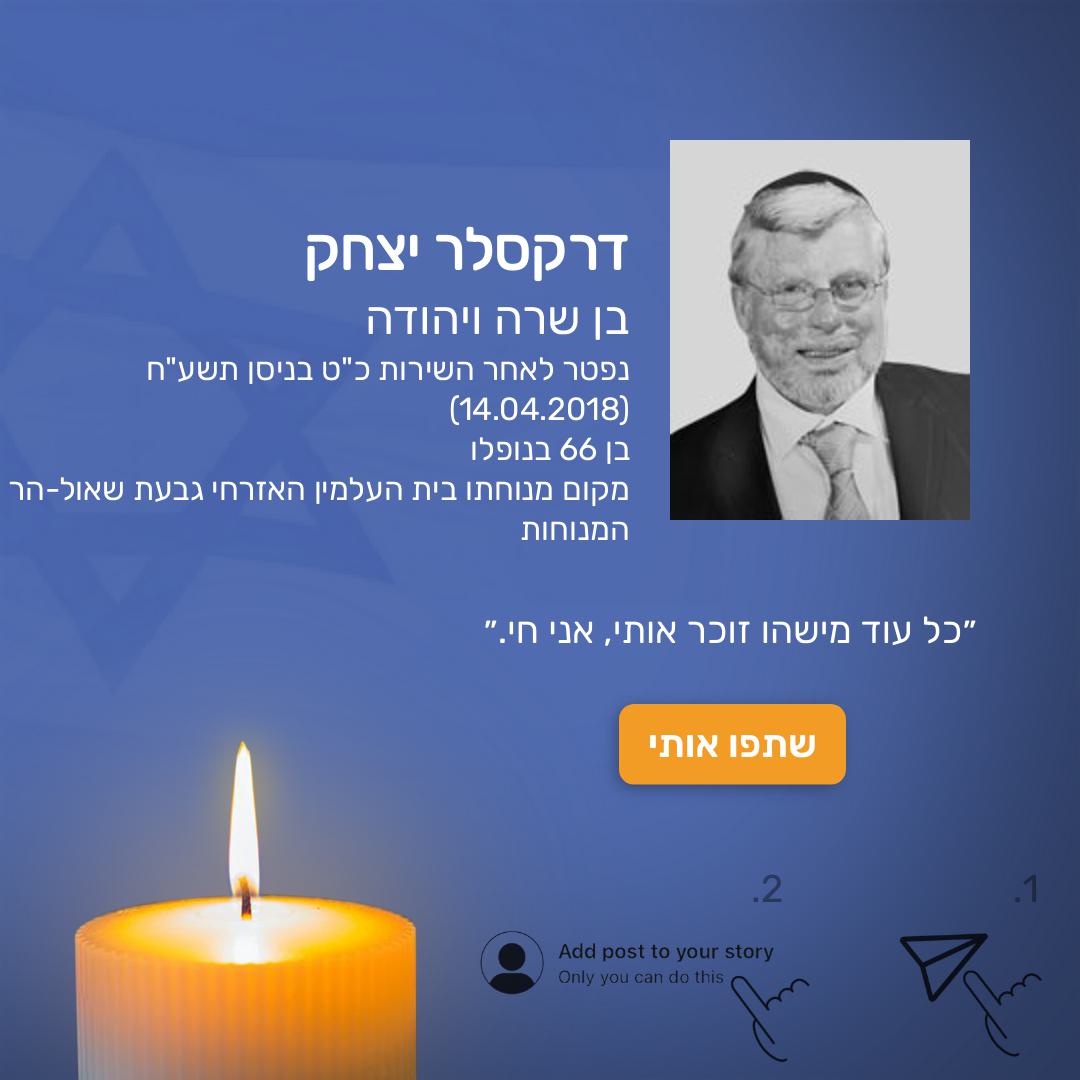 דרקסלר יצחק
בן שרה ויהודה
נפטר לאחר השירות כ"ט בניסן תשע"ח
(14.04.2018)
בן 66 בנופלו
מקום מנוחתו בית העלמין האזרחי גבעת שאול-הר
המנוחות
״כל עוד מישהו זוכר אותי, אני חי.״
שתפו אותי
1.
2.
Add post to your story
Only you can do this